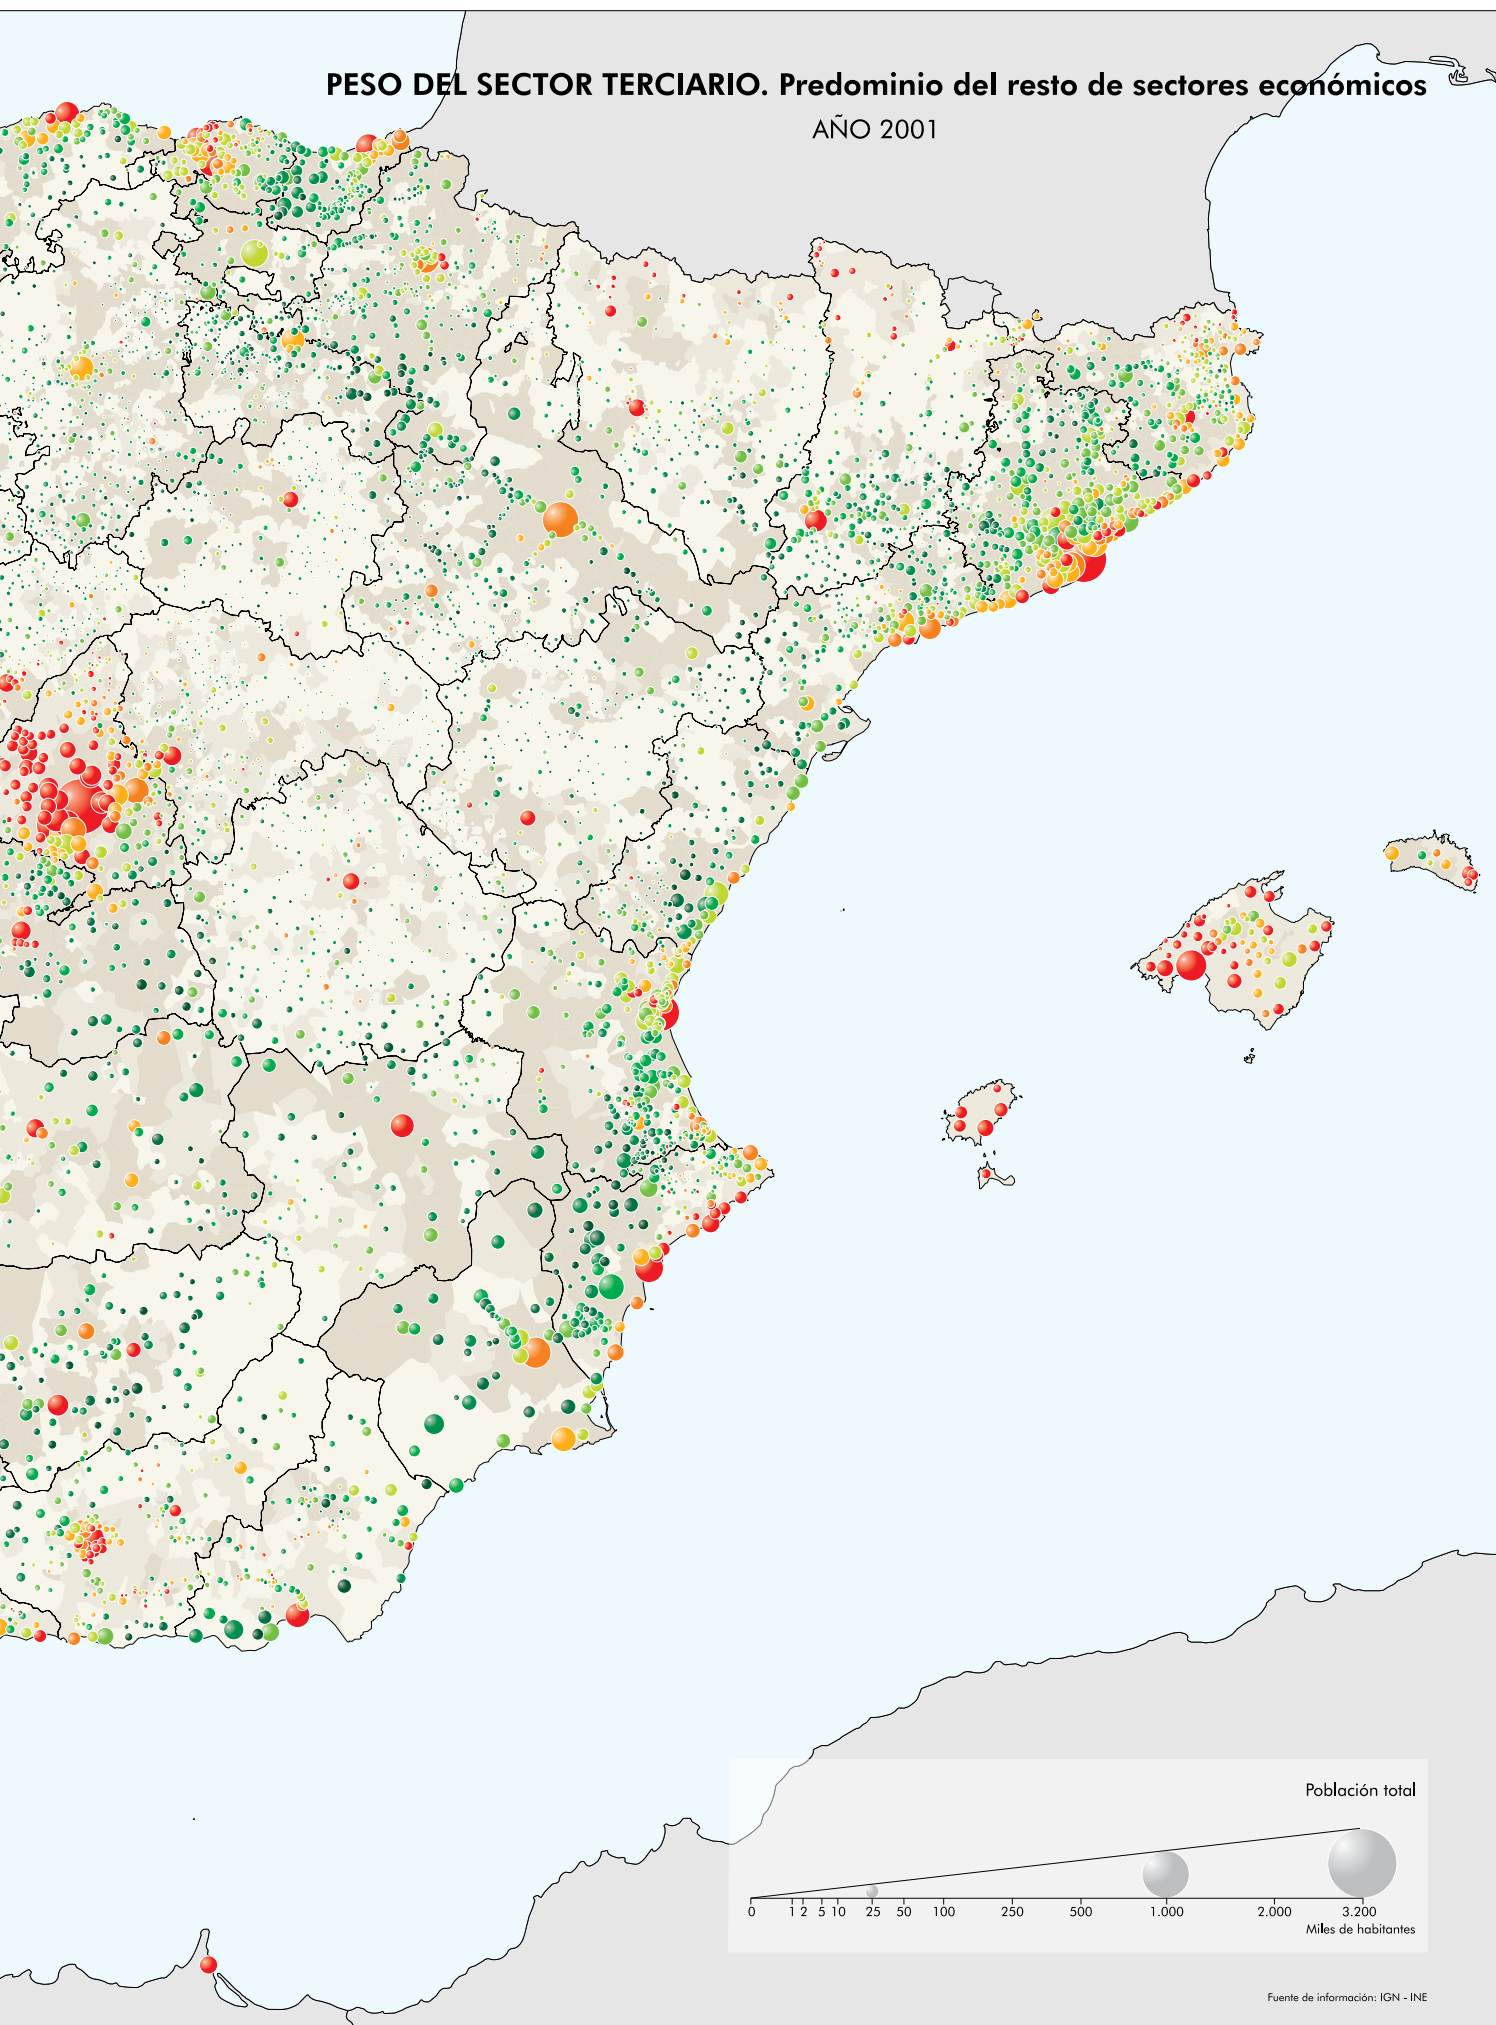 PESO DEL SECTOR TERCIARIO. Predominio del resto de sectores económicos
AÑO 2001
Población total
0 1 2 5 10 25 50 100 250 500 1.000 2.000 3.200
Miles de habitantes
Fuente de información: IGN - INE